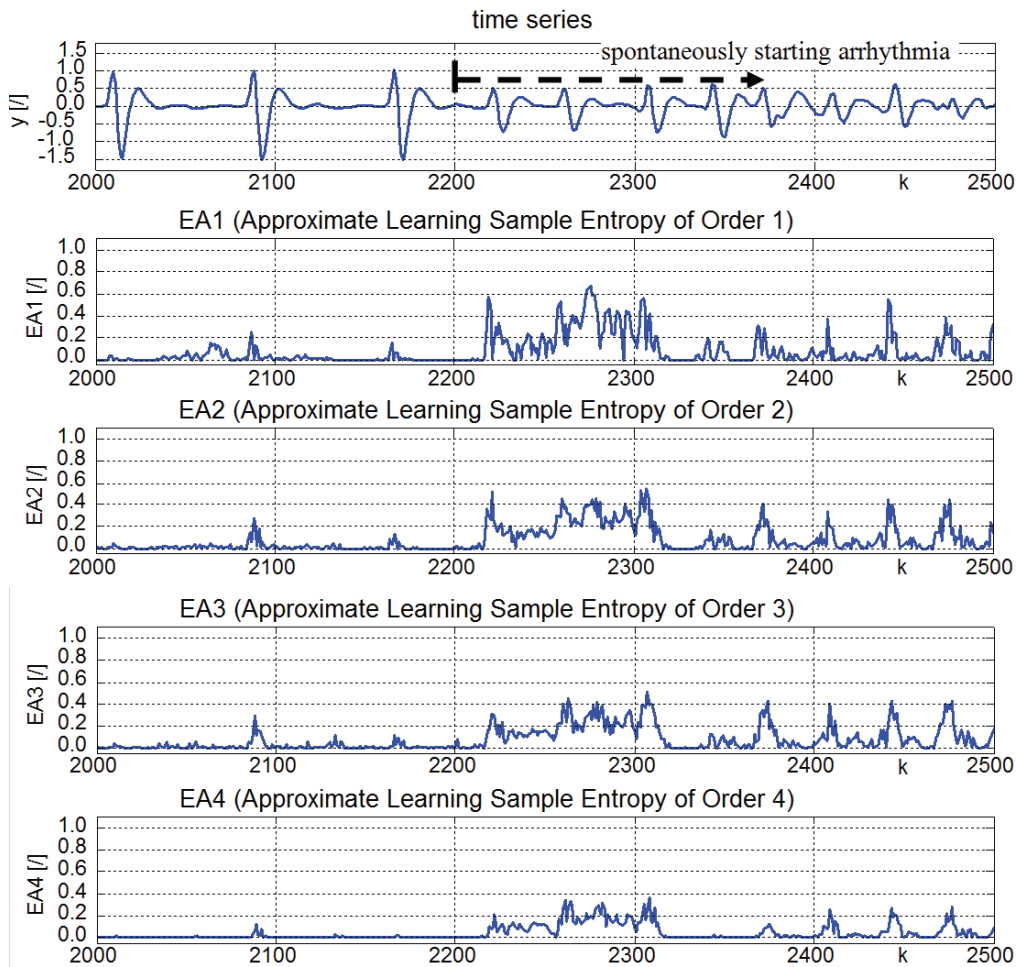 time series
spontaneously starting arrhythmia
y [/]
1.5
1.0
0.5
0.0
-0.5
-1.0
-1.5
2000 2100 2200 2300 2400 k 2500
EA1 (Approximate Learning Sample Entropy of Order 1)
EA1 [/]
1.0
0.8
0.6
0.4
0.2
0.0
2000 2100 2200 2300 2400 k 2500
EA2 (Approximate Learning Sample Entropy of Order 2)
EA2 [/]
1.0
0.8
0.6
0.4
0.2
0.0
2000 2100 2200 2300 2400 k 2500
EA3 (Approximate Learning Sample Entropy of Order 3)
EA3 [/]
1.0
0.8
0.6
0.4
0.2
0.0
2000 2100 2200 2300 2400 k 2500
EA4 (Approximate Learning Sample Entropy of Order 4)
EA4 [/]
1.0
0.8
0.6
0.4
0.2
0.0
2000 2100 2200 2300 2400 k 2500